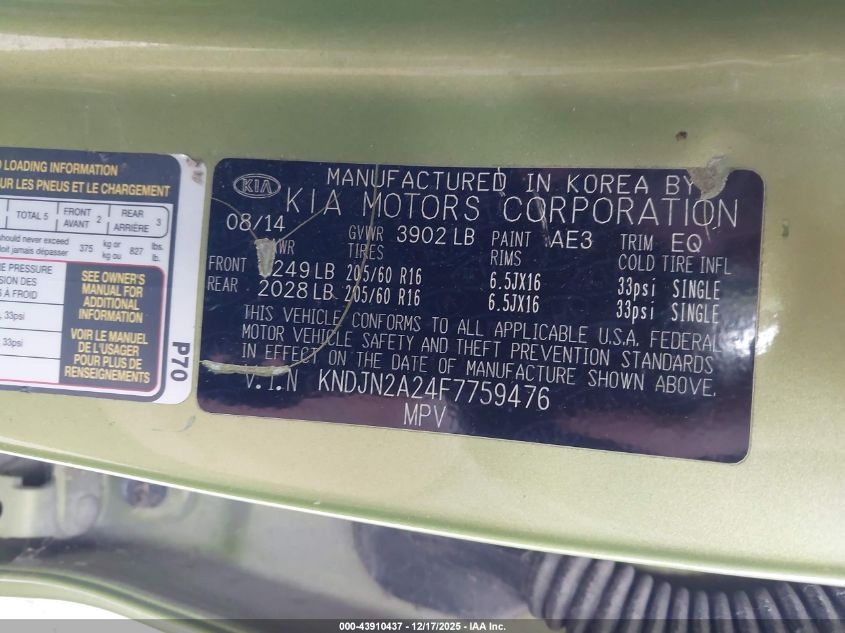 O LOADING INFORMATION
UR LES PNEUS ET LE CHARGEMENT
TOTAL 5 FRONT AVANT 2 REAR ARRIÈRE 3
hould never exceed 375 kg or 827 lbs.
doit jamais dépasser kg ou lb.
E PRESSURE
SION DES
S À FROID
, 33psi
, 33psi
SEE OWNER'S
MANUAL FOR
ADDITIONAL
INFORMATION
VOIR LE MANUEL
DE L'USAGER
POUR PLUS DE
RENSEIGNEMENTS
P70
KIA
MANUFACTURED IN KOREA BY
KIA MOTORS CORPORATION
08/14 GVWR 3902 LB PAINT AE3 TRIM EQ
WR TIRES RIMS COLD TIRE INFL
FRONT 249 LB 205/60 R16 6.5JX16 33psi SINGLE
REAR 2028 LB 205/60 R16 6.5JX16 33psi SINGLE
THIS VEHICLE CONFORMS TO ALL APPLICABLE U.S.A. FEDERAL
MOTOR VEHICLE SAFETY AND THEFT PREVENTION STANDARDS
IN EFFECT ON THE DATE OF MANUFACTURE SHOWN ABOVE.
V.I.N KNDJN2A24F7759476
MPV
000-43910437 — 12/17/2025 — IAA Inc.